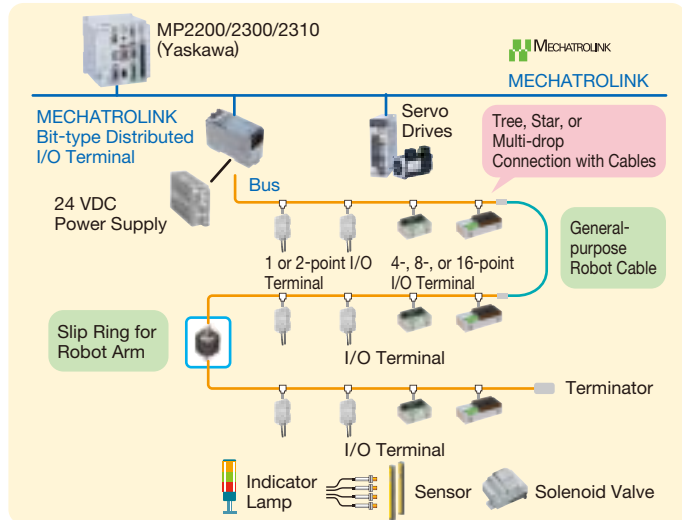 MP2200/2300/2310
(Yaskawa)
MECHATROLINK
MECHATROLINK
MECHATROLINK
Bit-type Distributed
I/O Terminal
Servo
Drives
Tree, Star, or
Multi-drop
Connection with Cables
24 VDC
Power Supply
Bus
1 or 2-point I/O
Terminal
4-, 8-, or 16-point
I/O Terminal
General-
purpose
Robot Cable
Slip Ring for
Robot Arm
I/O Terminal
Terminator
I/O Terminal
Indicator
Lamp
Sensor
Solenoid Valve